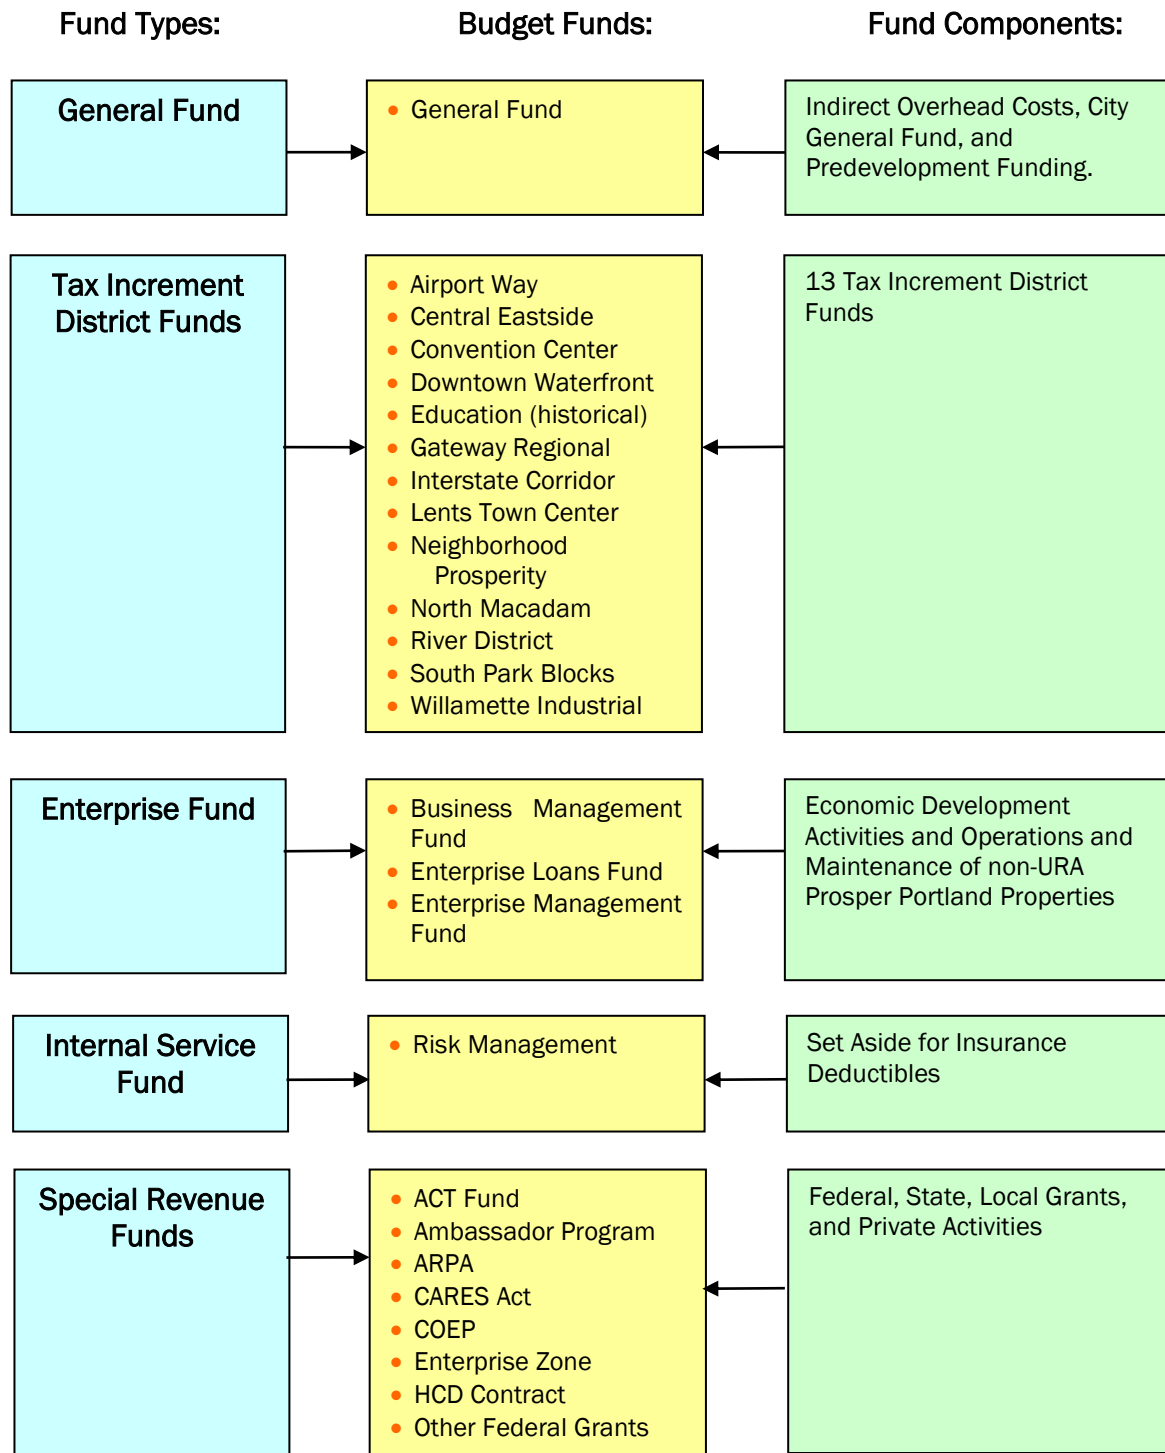 Fund Types:
Budget Funds:
Fund Components:
General Fund
• General Fund
Indirect Overhead Costs, City
General Fund, and
Predevelopment Funding.
Tax Increment
District Funds
• Airport Way
• Central Eastside
• Convention Center
• Downtown Waterfront
• Education (historical)
• Gateway Regional
• Interstate Corridor
• Lents Town Center
• Neighborhood
Prosperity
• North Macadam
• River District
• South Park Blocks
• Willamette Industrial
13 Tax Increment District
Funds
Enterprise Fund
• Business Management
Fund
• Enterprise Loans Fund
• Enterprise Management
Fund
Economic Development
Activities and Operations and
Maintenance of non-URA
Prosper Portland Properties
Internal Service
Fund
• Risk Management
Set Aside for Insurance
Deductibles
Special Revenue
Funds
• ACT Fund
• Ambassador Program
• ARPA
• CARES Act
• COEP
• Enterprise Zone
• HCD Contract
• Other Federal Grants
Federal, State, Local Grants,
and Private Activities